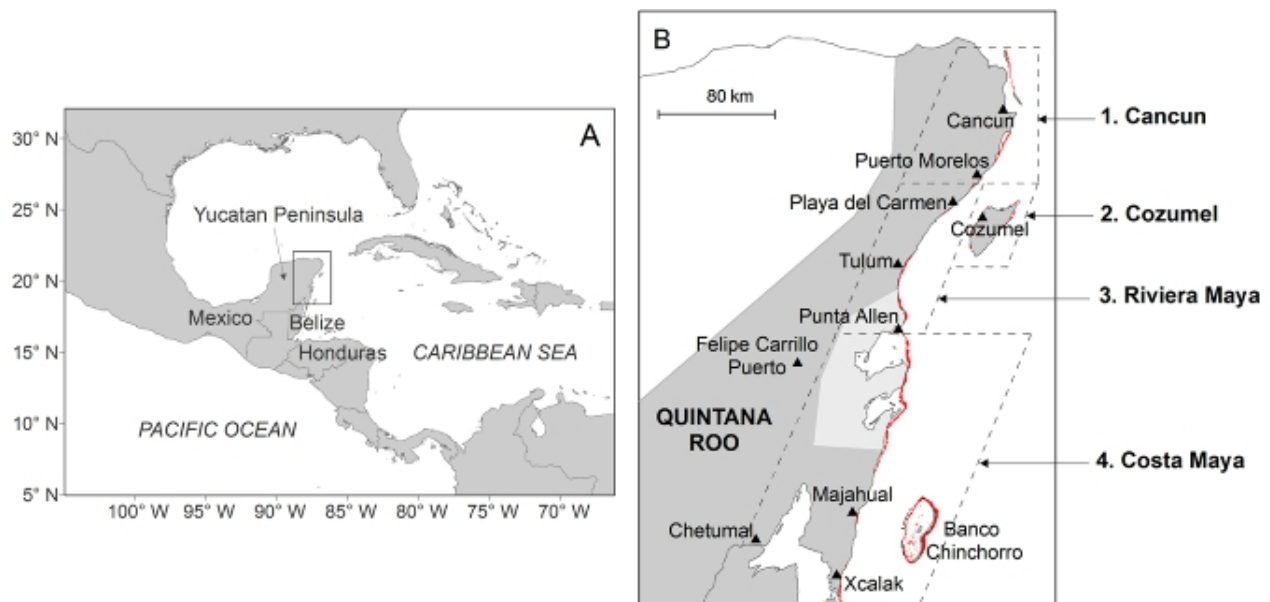 A
30° N
25° N
20° N
15° N
10° N
5° N
100° W
95° W
90° W
85° W
80° W
75° W
70° W
Yucatan Peninsula
Mexico
Belize
Honduras
CARIBBEAN SEA
PACIFIC OCEAN
B
80 km
Cancun
Puerto Morelos
Playa del Carmen
Cozumel
Tulum
Punta Allen
Felipe Carrillo
Puerto
QUINTANA
ROO
Majahual
Chetumal
Banco
Chinchorro
Xcalak
1. Cancun
2. Cozumel
3. Riviera Maya
4. Costa Maya